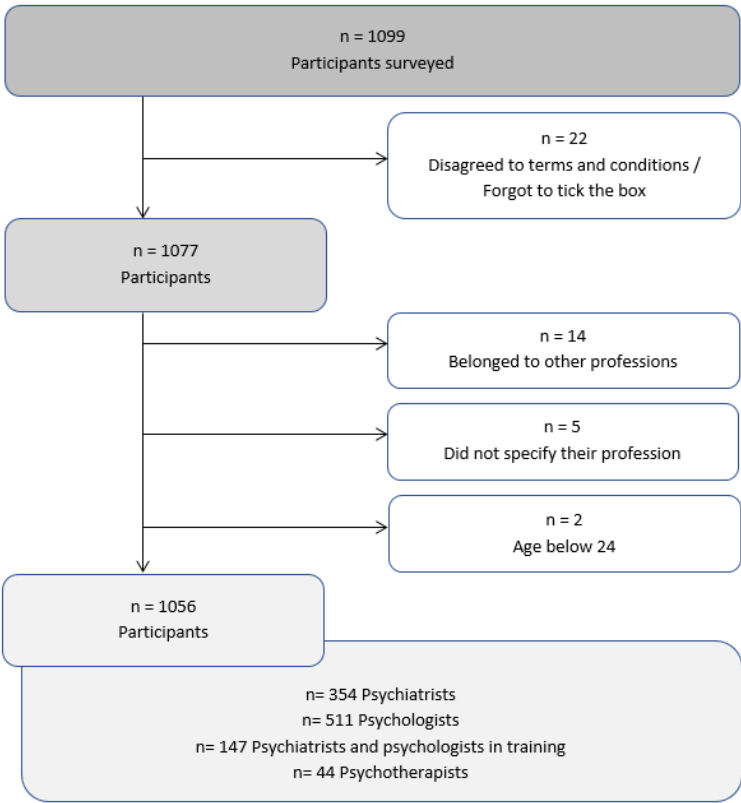 n = 1099
Participants surveyed
n = 22
Disagreed to terms and conditions /
Forgot to tick the box
n = 1077
Participants
n = 14
Belonged to other professions
n = 5
Did not specify their profession
n = 2
Age below 24
n = 1056
Participants
n= 354 Psychiatrists
n= 511 Psychologists
n= 147 Psychiatrists and psychologists in training
n= 44 Psychotherapists